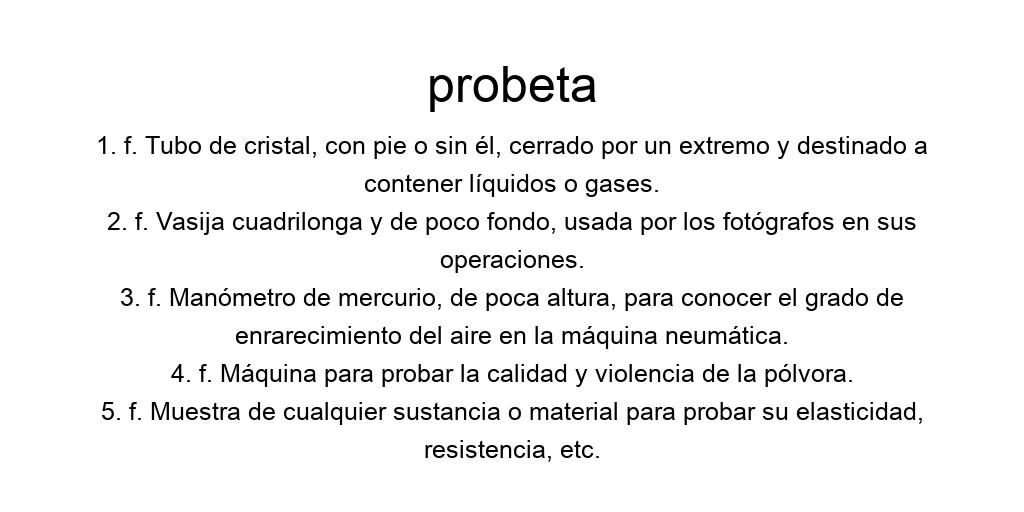 probeta
1. f. Tubo de cristal, con pie o sin él, cerrado por un extremo y destinado a
contener líquidos o gases.
2. f. Vasija cuadrilonga y de poco fondo, usada por los fotógrafos en sus
operaciones.
3. f. Manómetro de mercurio, de poca altura, para conocer el grado de
enrarecimiento del aire en la máquina neumática.
4. f. Máquina para probar la calidad y violencia de la pólvora.
5. f. Muestra de cualquier sustancia o material para probar su elasticidad,
resistencia, etc.